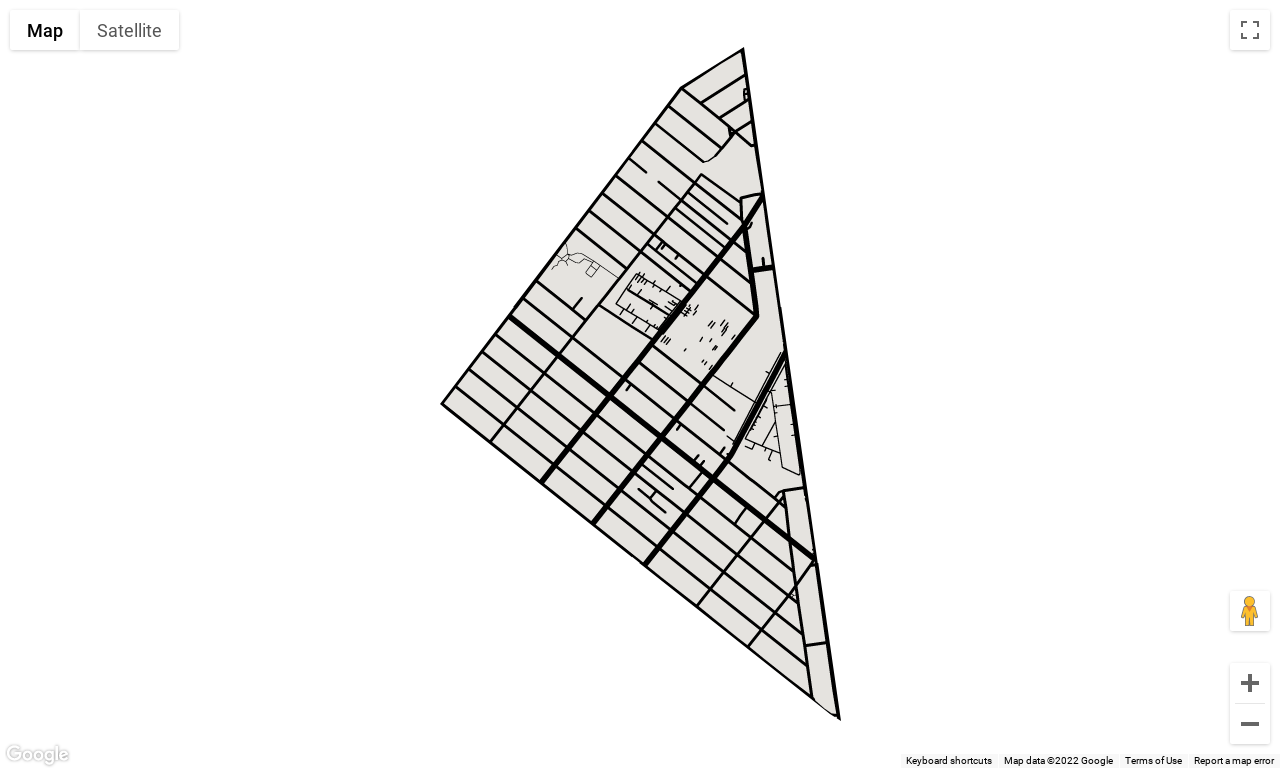 Map Satellite
Google
Keyboard shortcuts Map data ©2022 Google Terms of Use Report a map error